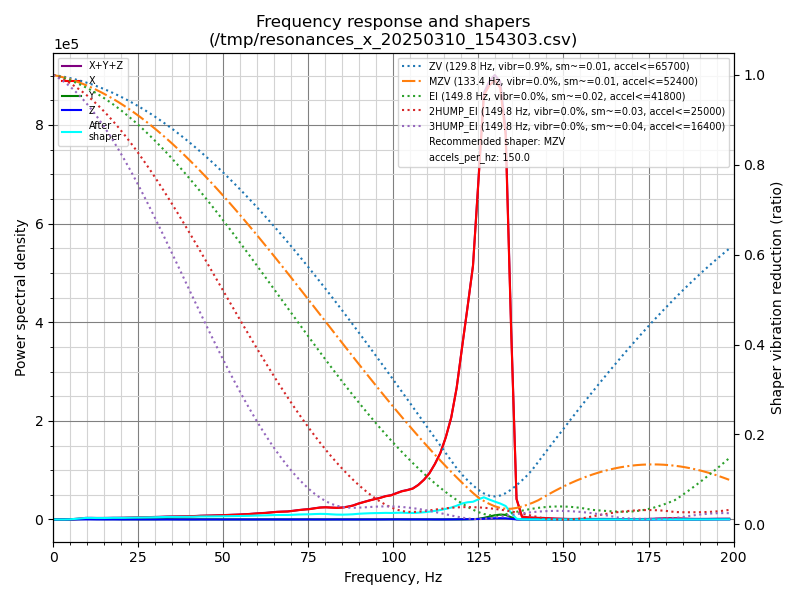 Frequency response and shapers
(/tmp/resonances_x_20250310_154303.csv)
1e5
X+Y+Z
X
Y
Z
After
shaper
ZV (129.8 Hz, vibr=0.9%, sm~=0.01, accel<=65700)
MZV (133.4 Hz, vibr=0.0%, sm~=0.01, accel<=52400)
EI (149.8 Hz, vibr=0.0%, sm~=0.02, accel<=41800)
2HUMP_EI (149.8 Hz, vibr=0.0%, sm~=0.03, accel<=25000)
3HUMP_EI (149.8 Hz, vibr=0.0%, sm~=0.04, accel<=16400)
Recommended shaper: MZV
accels_per_hz: 150.0
Power spectral density
8
6
4
2
0
1.0
0.8
0.6
0.4
0.2
0.0
Shaper vibration reduction (ratio)
0 25 50 75 100 125 150 175 200
Frequency, Hz